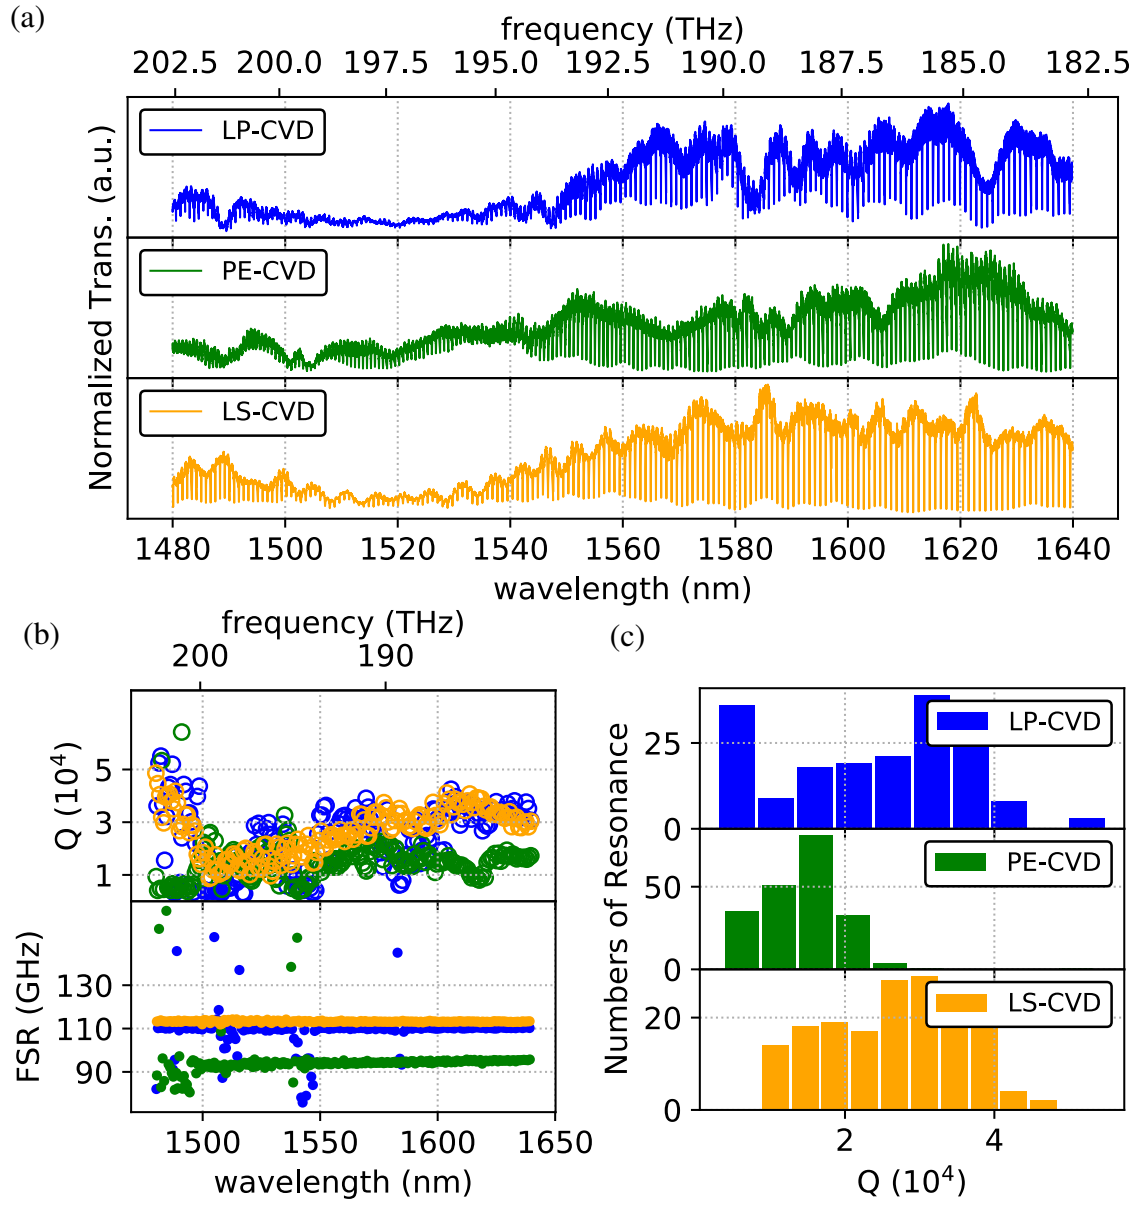 (a)
frequency (THz)
202.5 200.0 197.5 195.0 192.5 190.0 187.5 185.0 182.5
Normalized Trans. (a.u.)
LP-CVD
PE-CVD
LS-CVD
1480 1500 1520 1540 1560 1580 1600 1620 1640
wavelength (nm)
(b)
frequency (THz)
200 190
Q (10⁴)
5
3
1
FSR (GHz)
130
110
90
1500 1550 1600 1650
wavelength (nm)
(c)
Numbers of Resonance
LP-CVD
25
0
PE-CVD
50
0
LS-CVD
20
0
2 4
Q (10⁴)